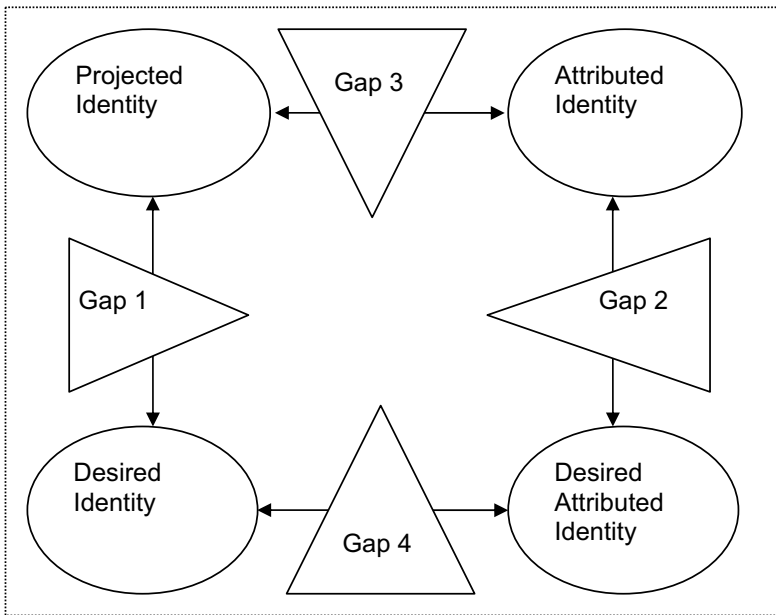 Projected
Identity
Gap 3
Attributed
Identity
Gap 1
Gap 2
Desired
Identity
Gap 4
Desired
Attributed
Identity